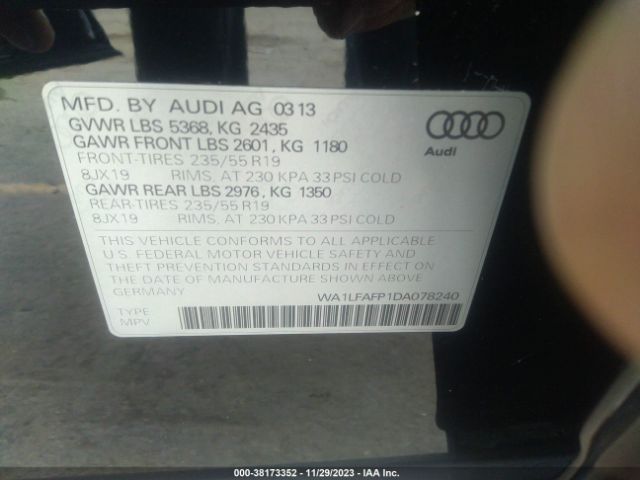 MFD. BY AUDI AG 0313
GVWR LBS 5368, KG 2435
GAWR FRONT LBS 2601, KG 1180
FRONT-TIRES 235/55 R19
8JX19 RIMS, AT 230 KPA 33 PSI COLD
GAWR REAR LBS 2976, KG 1350
REAR-TIRES 235/55 R19
8JX19 RIMS, AT 230 KPA 33 PSI COLD
Audi
THIS VEHICLE CONFORMS TO ALL APPLICABLE
U.S. FEDERAL MOTOR VEHICLE SAFETY AND
THEFT PREVENTION STANDARDS IN EFFECT ON
THE DATE OF MANUFACTURE SHOWN ABOVE
GERMANY
WA1LFAFP1DA078240
TYPE:
MPV
000-38173352 - 11/29/2023 - IAA Inc.